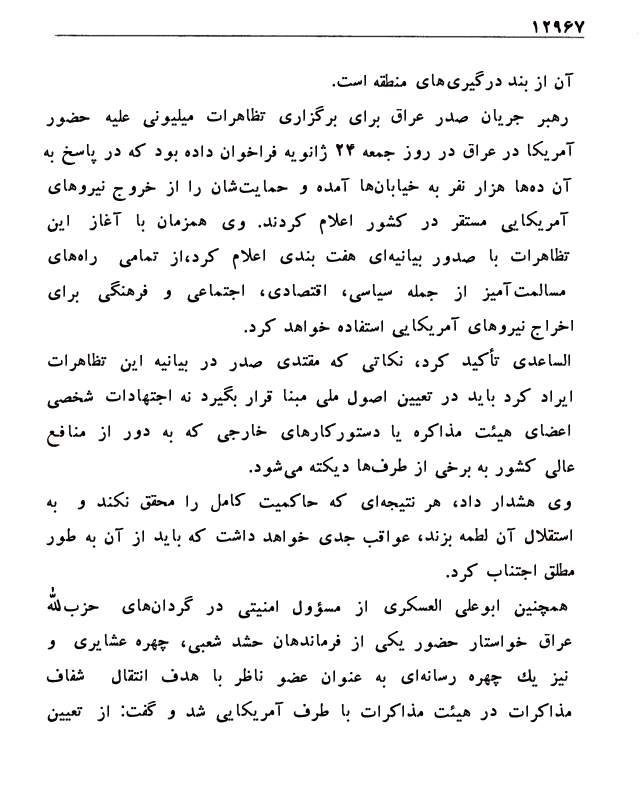 ۱۲۹۶۷
آن از بند درگیری‌های منطقه است.
رهبر جریان صدر عراق برای برگزاری تظاهرات میلیونی علیه حضور
آمریکا در عراق در روز جمعه ۲۴ ژانویه فراخوان داده بود که در پاسخ به
آن ده‌ها هزار نفر به خیابان‌ها آمده و حمایت‌شان را از خروج نیروهای
آمریکایی مستقر در کشور اعلام کردند. وی همزمان با آغاز این
تظاهرات با صدور بیانیه‌ای هفت بندی اعلام کرد،از تمامی راه‌های
مسالمت‌آمیز از جمله سیاسی، اقتصادی، اجتماعی و فرهنگی برای
اخراج نیروهای آمریکایی استفاده خواهد کرد.
الساعدی تأکید کرد، نکاتی که مقتدی صدر در بیانیه این تظاهرات
ایراد کرد باید در تعیین اصول ملی مبنا قرار بگیرد نه اجتهادات شخصی
اعضای هیئت مذاکره یا دستورکارهای خارجی که به دور از منافع
عالی کشور به برخی از طرف‌ها دیکته می‌شود.
وی هشدار داد، هر نتیجه‌ای که حاکمیت کامل را محقق نکند و به
استقلال آن لطمه بزند، عواقب جدی خواهد داشت که باید از آن به طور
مطلق اجتناب کرد.
همچنین ابوعلی العسکری از مسؤول امنیتی در گردان‌های حزب‌الله
عراق خواستار حضور یکی از فرماندهان حشد شعبی، چهره عشایری و
نیز یك چهره رسانه‌ای به عنوان عضو ناظر با هدف انتقال شفاف
مذاکرات در هیئت مذاکرات با طرف آمریکایی شد و گفت: از تعیین